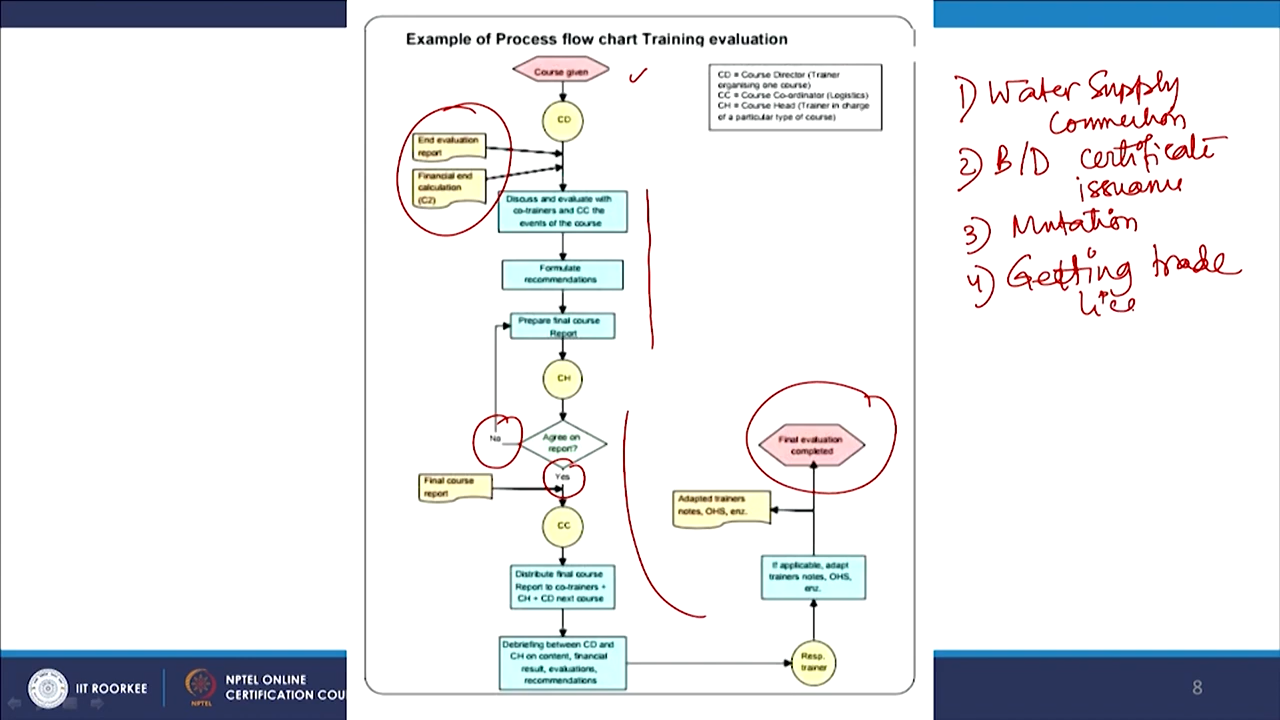 Example of Process flow chart Training evaluation
Course given
CD = Course Director (Trainer
organising one course)
CC = Course Co-ordinator (Logistics)
CH = Course Head (Trainer in charge
of a particular type of course)
CD
End evaluation
report
Financial end
calculation
(C2)
Discuss and evaluate with
co-trainers and CC the
events of the course
Formulate
recommendations
Prepare final course
Report
CH
No
Agree on
report?
Yes
Final course
report
CC
Distribute final course
Report to co-trainers +
CH + CD next course
Debriefing between CD and
CH on content, financial
result, evaluations,
recommendations
Final evaluation
completed
Adapted trainers
notes, OHS, enz.
If applicable, adapt
trainers notes, OHS,
enz.
Resp.
trainer
1) Water Supply
Connection
2) B/D certificate
issuance
3) Mutation
4) Getting trade
lice
IIT ROORKEE
NPTEL
NPTEL ONLINE
CERTIFICATION COU
8